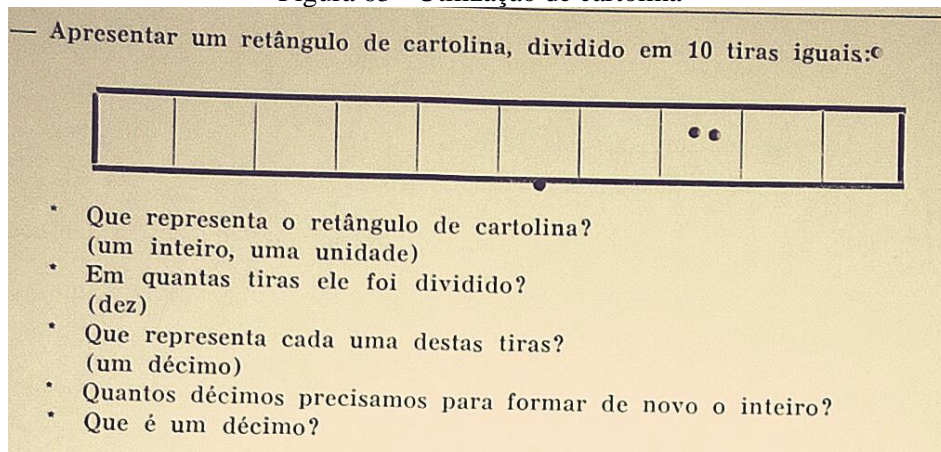 — Apresentar um retângulo de cartolina, dividido em 10 tiras iguais:
* Que representa o retângulo de cartolina?
(um inteiro, uma unidade)
* Em quantas tiras ele foi dividido?
(dez)
* Que representa cada uma destas tiras?
(um décimo)
* Quantos décimos precisamos para formar de novo o inteiro?
* Que é um décimo?